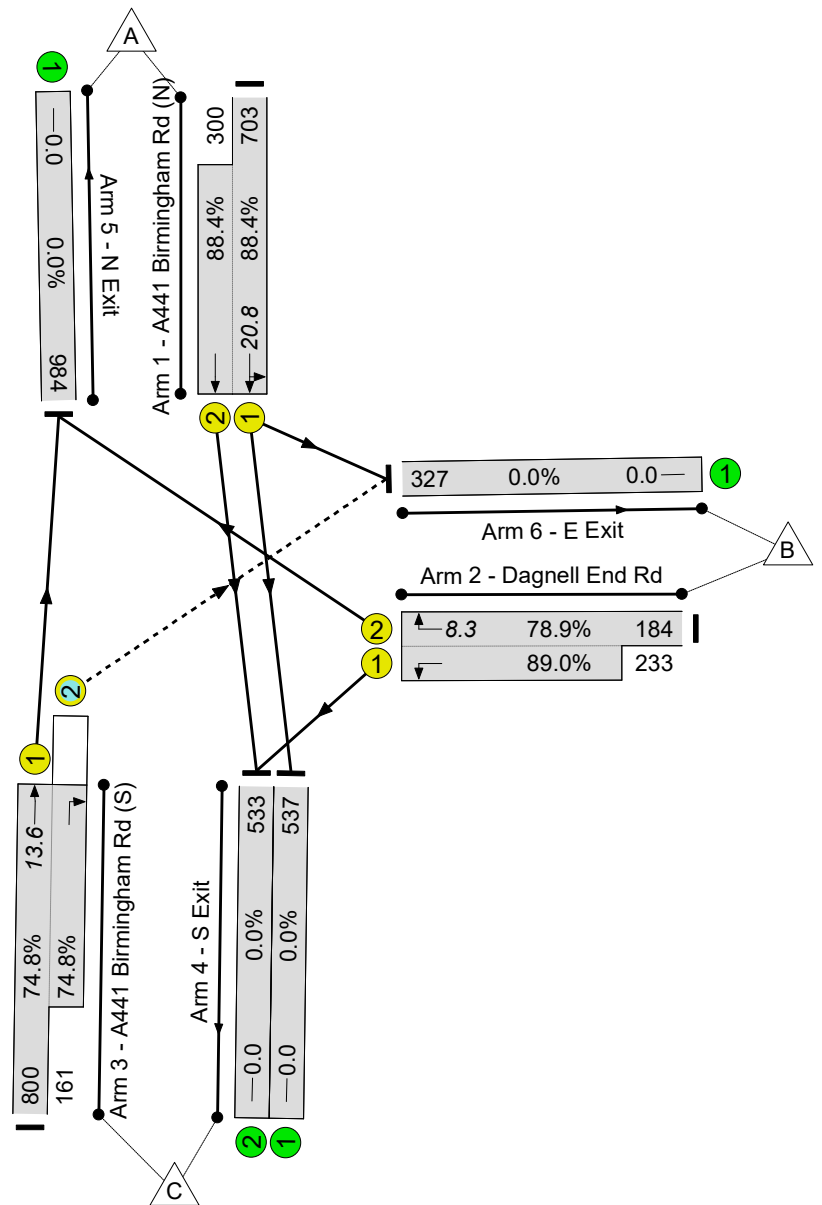 A
1
0.0
0.0%
984
Arm 5 - N Exit
Arm 1 - A441 Birmingham Rd (N)
300
88.4%
703
88.4%
20.8
2
1
327 0.0% 0.0
1
Arm 6 - E Exit
B
Arm 2 - Dagnell End Rd
2
8.3 78.9% 184
1
89.0% 233
2
1
13.6
74.8%
800
74.8%
161
Arm 3 - A441 Birmingham Rd (S)
Arm 4 - S Exit
533
0.0%
0.0
537
0.0%
0.0
2
1
C